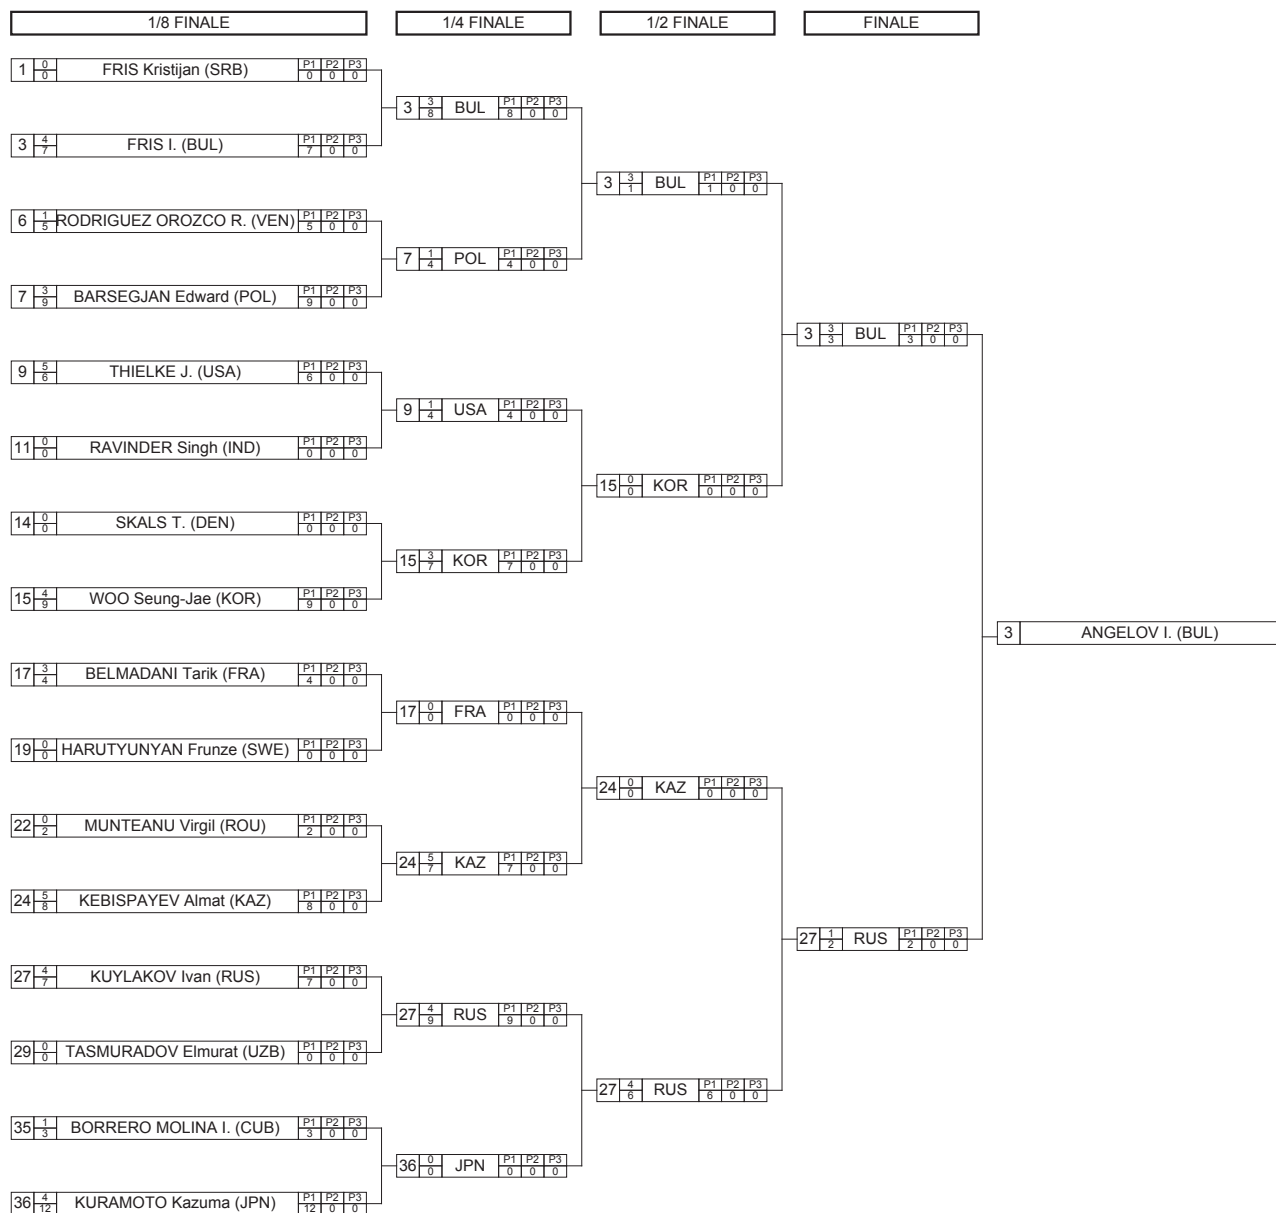 1/8 FINALE 1/4 FINALE 1/2 FINALE FINALE
1 0 0 FRIS Kristijan (SRB) P1 P2 P3 0 0 0
3 3 8 BUL P1 P2 P3 8 0 0
3 4 7 FRIS I. (BUL) P1 P2 P3 7 0 0
3 3 1 BUL P1 P2 P3 1 0 0
6 1 5 RODRIGUEZ OROZCO R. (VEN) P1 P2 P3 5 0 0
7 1 4 POL P1 P2 P3 4 0 0
7 3 9 BARSEGJAN Edward (POL) P1 P2 P3 9 0 0
3 3 3 BUL P1 P2 P3 3 0 0
9 5 6 THIELKE J. (USA) P1 P2 P3 6 0 0
9 1 4 USA P1 P2 P3 4 0 0
11 0 0 RAVINDER Singh (IND) P1 P2 P3 0 0 0
15 0 0 KOR P1 P2 P3 0 0 0
14 0 0 SKALS T. (DEN) P1 P2 P3 0 0 0
15 3 7 KOR P1 P2 P3 7 0 0
15 4 9 WOO Seung-Jae (KOR) P1 P2 P3 9 0 0
3 ANGELOV I. (BUL)
17 3 4 BELMADANI Tarik (FRA) P1 P2 P3 4 0 0
17 0 0 FRA P1 P2 P3 0 0 0
19 0 0 HARUTYUNYAN Frunze (SWE) P1 P2 P3 0 0 0
24 0 0 KAZ P1 P2 P3 0 0 0
22 0 2 MUNTEANU Virgil (ROU) P1 P2 P3 2 0 0
24 5 7 KAZ P1 P2 P3 7 0 0
24 5 8 KEBISPAYEV Almat (KAZ) P1 P2 P3 8 0 0
27 1 2 RUS P1 P2 P3 2 0 0
27 4 7 KUYLAKOV Ivan (RUS) P1 P2 P3 7 0 0
27 4 9 RUS P1 P2 P3 9 0 0
29 0 0 TASMURADOV Elmurat (UZB) P1 P2 P3 0 0 0
27 4 6 RUS P1 P2 P3 6 0 0
35 1 3 BORRERO MOLINA I. (CUB) P1 P2 P3 3 0 0
36 0 0 JPN P1 P2 P3 0 0 0
36 4 12 KURAMOTO Kazuma (JPN) P1 P2 P3 12 0 0